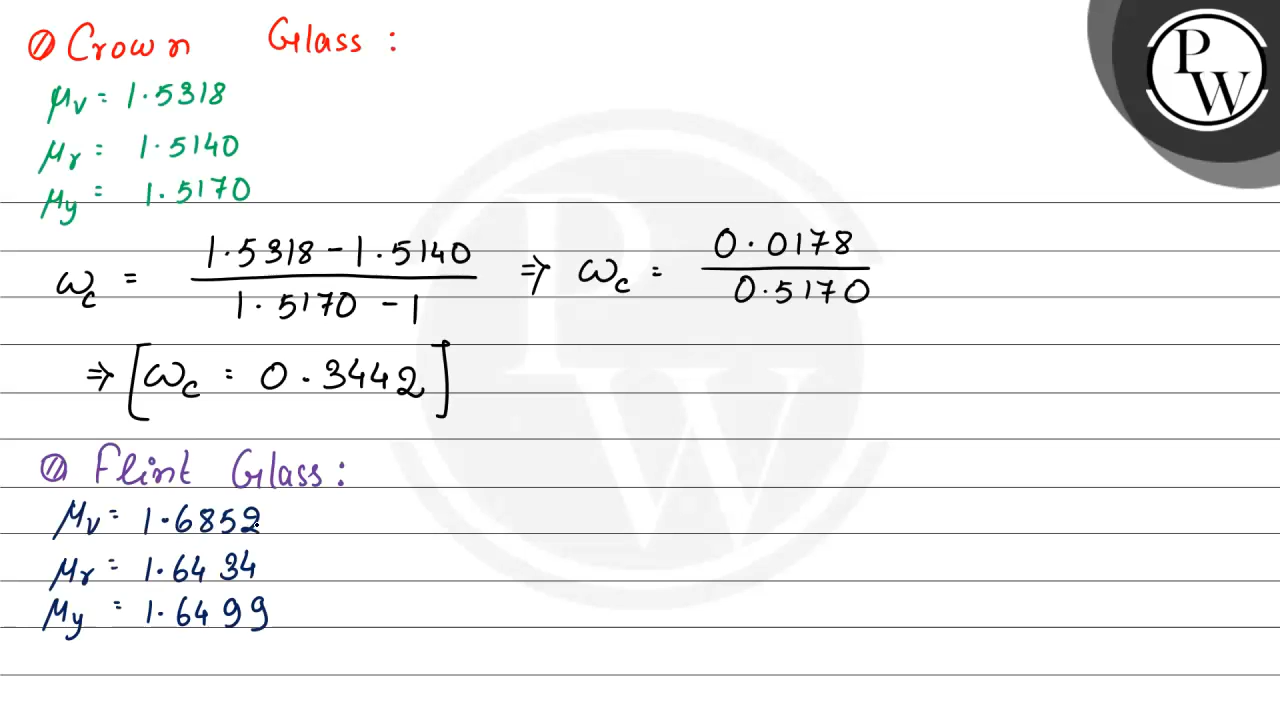 ① Crown Glass :
μv = 1.5318
μr = 1.5140
μy = 1.5170
ωc = (1.5318 - 1.5140) / (1.5170 - 1) ⇒ ωc = 0.0178 / 0.5170
⇒ [ωc = 0.3442]
② Flint Glass :
μv = 1.6852
μr = 1.6434
μy = 1.6499
PW
PW